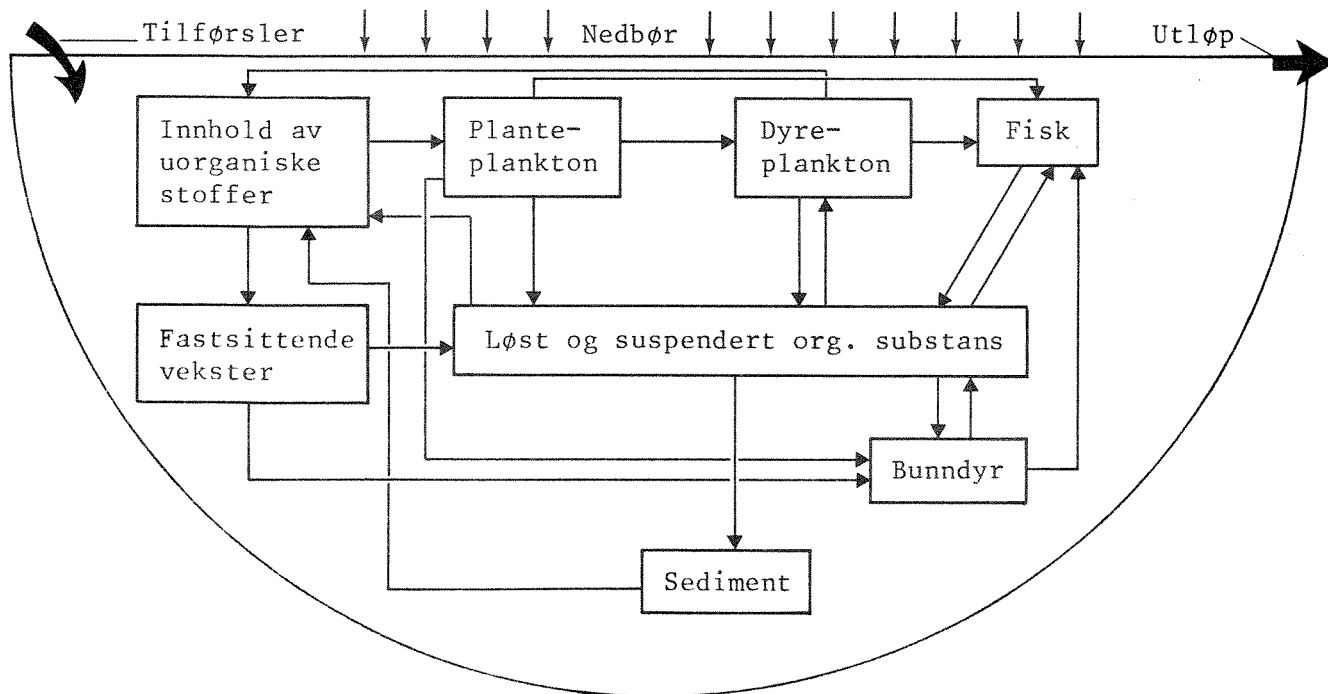 Tilførsler
Nedbør
Utløp
Innhold av
uorganiske
stoffer
Plante-
plankton
Dyre-
plankton
Fisk
Fastsittende
vekster
Løst og suspendert org. substans
Bunndyr
Sediment